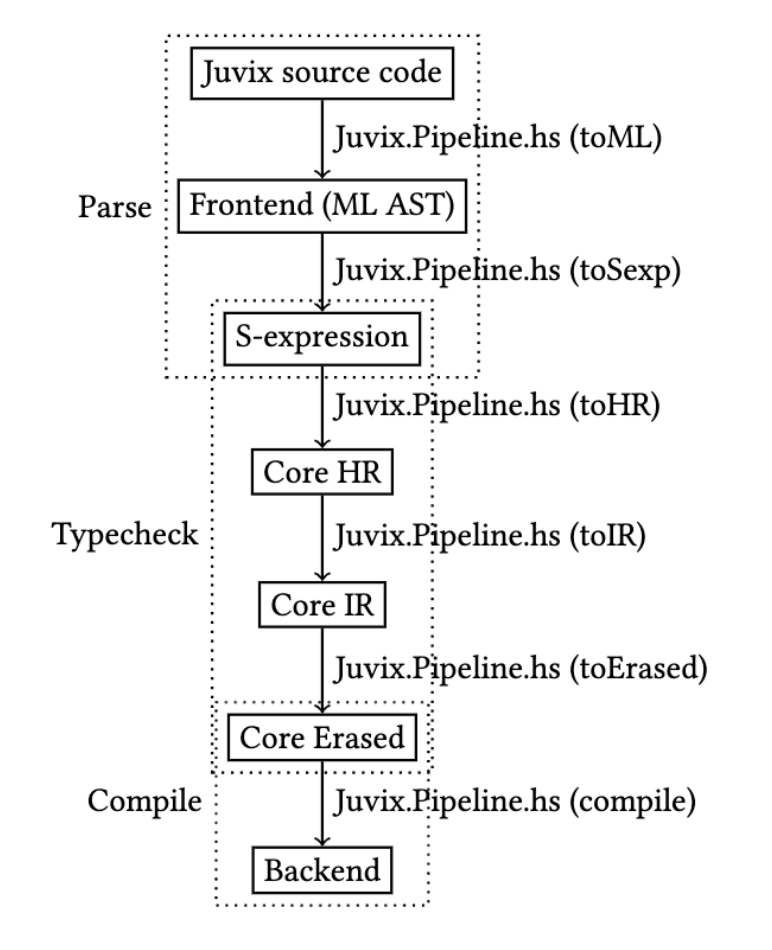 Juvix source code
Juvix.Pipeline.hs (toML)
Parse
Frontend (ML AST)
Juvix.Pipeline.hs (toSexp)
S-expression
Juvix.Pipeline.hs (toHR)
Core HR
Typecheck
Juvix.Pipeline.hs (toIR)
Core IR
Juvix.Pipeline.hs (toErased)
Core Erased
Compile
Juvix.Pipeline.hs (compile)
Backend